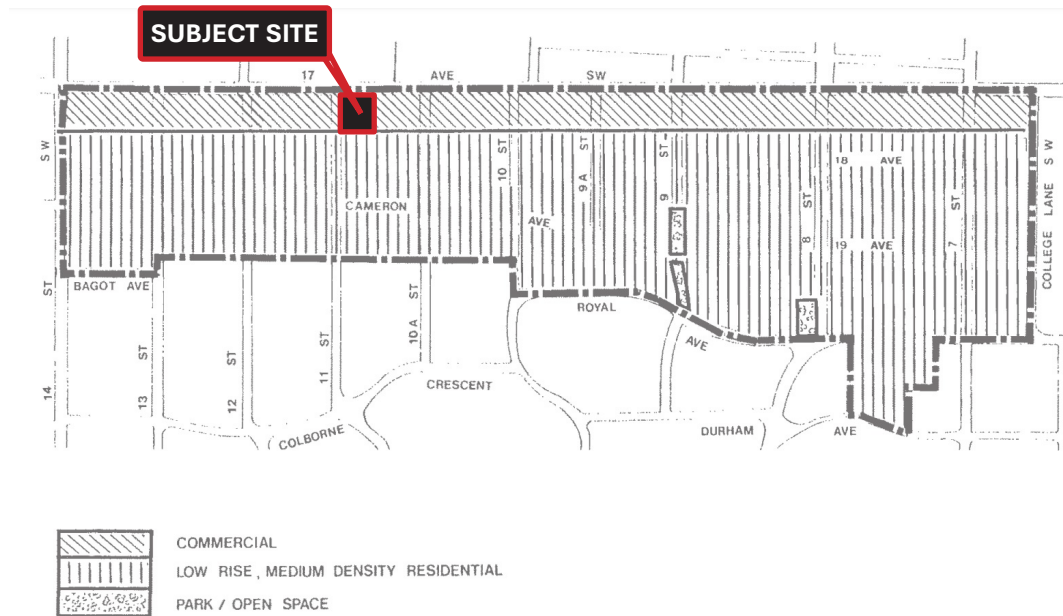 SUBJECT SITE
17 AVE SW
SW
18 AVE
10 ST
9A ST
9 ST
8 ST
7 ST
COLLEGE LANE SW
CAMERON AVE
19 AVE
BAGOT AVE
ROYAL AVE
14 ST
13 ST
12 ST
11 ST
10A ST
CRESCENT
COLBORNE
DURHAM AVE
COMMERCIAL
LOW RISE, MEDIUM DENSITY RESIDENTIAL
PARK / OPEN SPACE